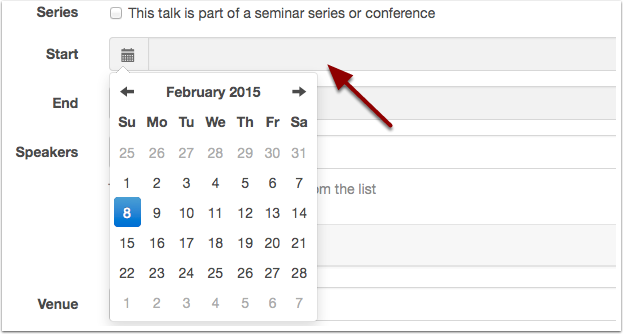 Series This talk is part of a seminar series or conference
Start
February 2015
End
Su Mo Tu We Th Fr Sa
Speakers
25 26 27 28 29 30 31
1 2 3 4 5 6 7
om the list
8 9 10 11 12 13 14
15 16 17 18 19 20 21
22 23 24 25 26 27 28
Venue
1 2 3 4 5 6 7